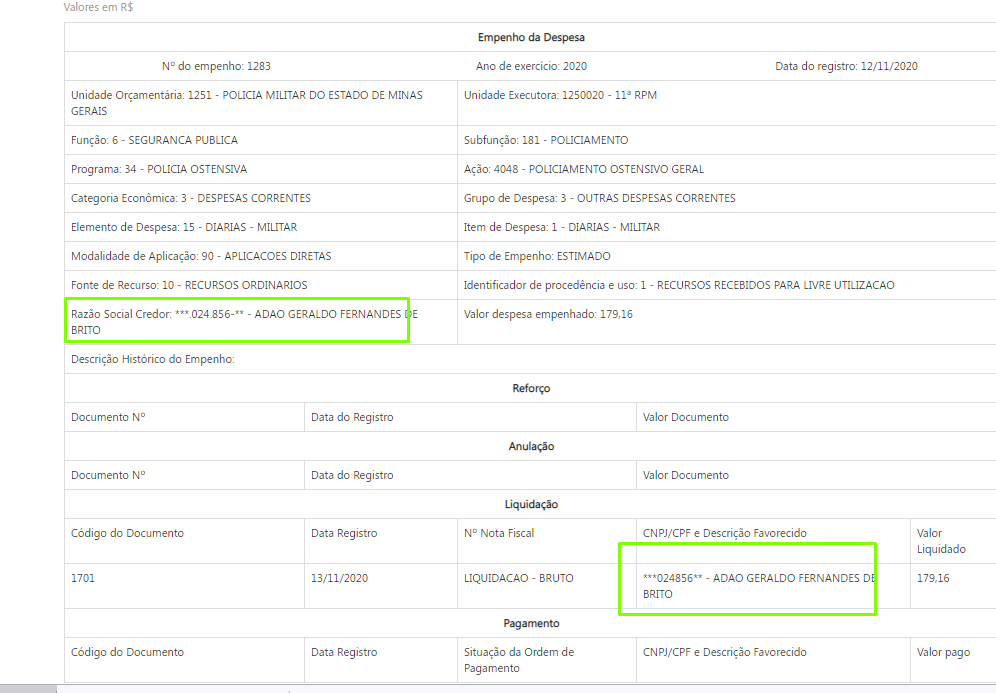 Valores em R$
Empenho da Despesa
Nº do empenho: 1283 Ano de exercício: 2020 Data do registro: 12/11/2020
Unidade Orçamentária: 1251 - POLICIA MILITAR DO ESTADO DE MINAS
GERAIS
Unidade Executora: 1250020 - 11ª RPM
Função: 6 - SEGURANCA PUBLICA
Subfunção: 181 - POLICIAMENTO
Programa: 34 - POLICIA OSTENSIVA
Ação: 4048 - POLICIAMENTO OSTENSIVO GERAL
Categoria Econômica: 3 - DESPESAS CORRENTES
Grupo de Despesa: 3 - OUTRAS DESPESAS CORRENTES
Elemento de Despesa: 15 - DIARIAS - MILITAR
Item de Despesa: 1 - DIARIAS - MILITAR
Modalidade de Aplicação: 90 - APLICACOES DIRETAS
Tipo de Empenho: ESTIMADO
Fonte de Recurso: 10 - RECURSOS ORDINARIOS
Identificador de procedência e uso: 1 - RECURSOS RECEBIDOS PARA LIVRE UTILIZACAO
Razão Social Credor: ***.024.856-** - ADAO GERALDO FERNANDES DE
BRITO
Valor despesa empenhado: 179,16
Descrição Histórico do Empenho:
Reforço
Documento Nº Data do Registro Valor Documento
Anulação
Documento Nº Data do Registro Valor Documento
Liquidação
Código do Documento Data Registro Nº Nota Fiscal CNPJ/CPF e Descrição Favorecido Valor
Liquidado
1701 13/11/2020 LIQUIDACAO - BRUTO ***024856** - ADAO GERALDO FERNANDES DE
BRITO
179,16
Pagamento
Código do Documento Data Registro Situação da Ordem de
Pagamento
CNPJ/CPF e Descrição Favorecido Valor pago